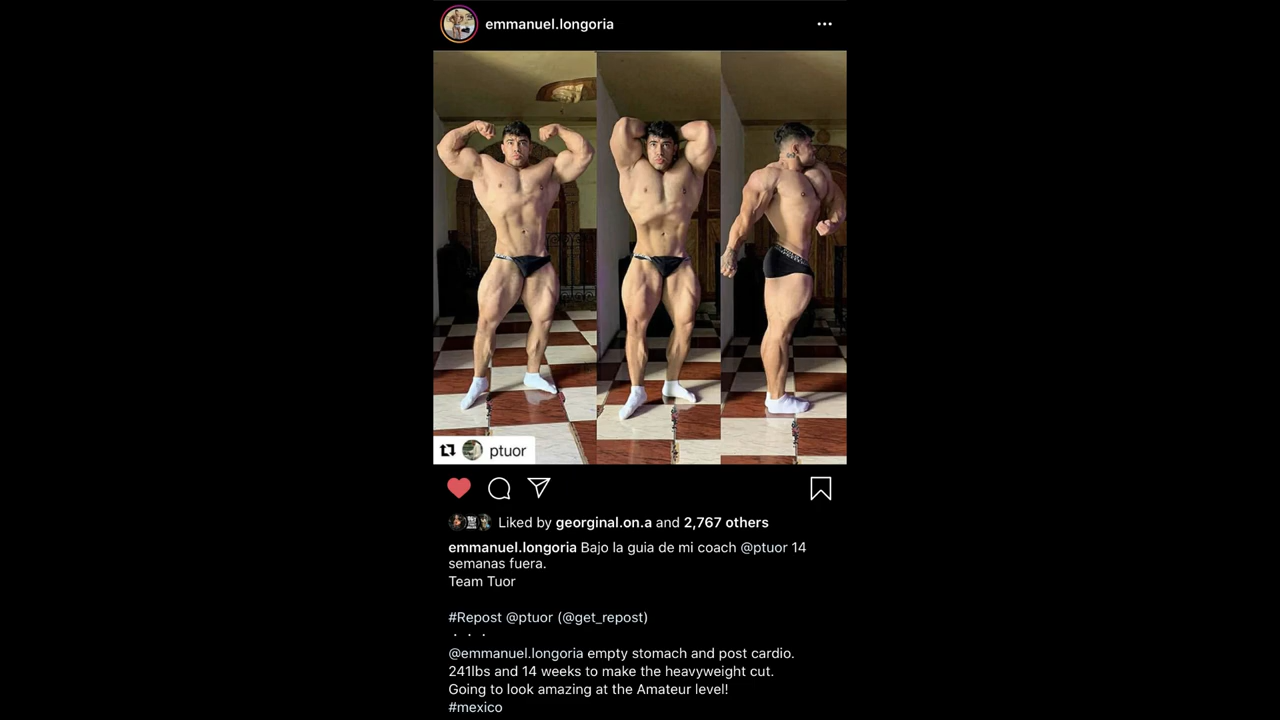 emmanuel.longoria
ptuor
Liked by georginal.on.a and 2,767 others
emmanuel.longoria Bajo la guia de mi coach @ptuor 14
semanas fuera.
Team Tuor
#Repost @ptuor (@get_repost)
・・・
@emmanuel.longoria empty stomach and post cardio.
241lbs and 14 weeks to make the heavyweight cut.
Going to look amazing at the Amateur level!
#mexico